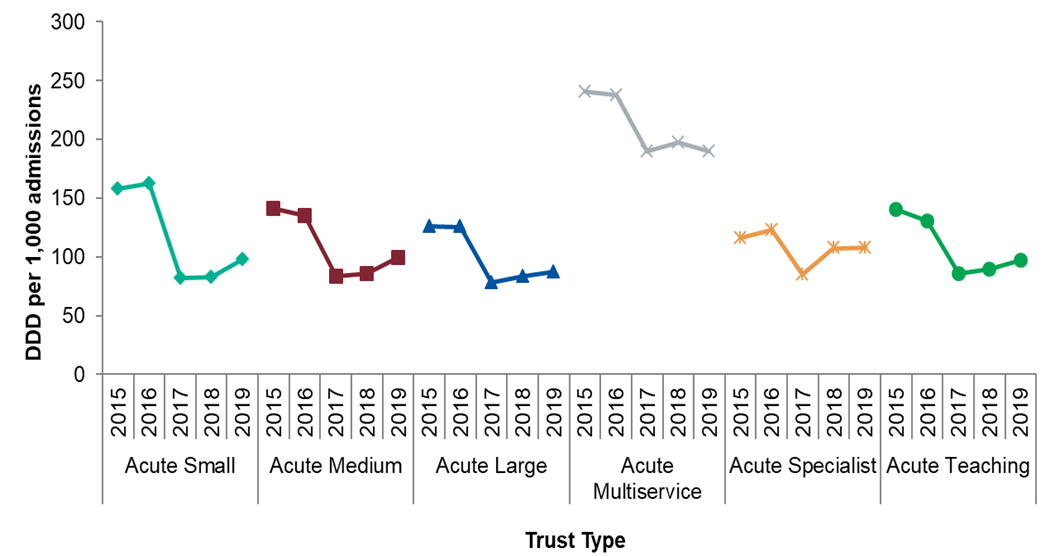 300
250
200
150
100
50
0
DDD per 1,000 admissions
2015 2016 2017 2018 2019 2015 2016 2017 2018 2019 2015 2016 2017 2018 2019 2015 2016 2017 2018 2019 2015 2016 2017 2018 2019 2015 2016 2017 2018 2019
Acute Small Acute Medium Acute Large Acute Acute Specialist Acute Teaching
Multiservice
Trust Type